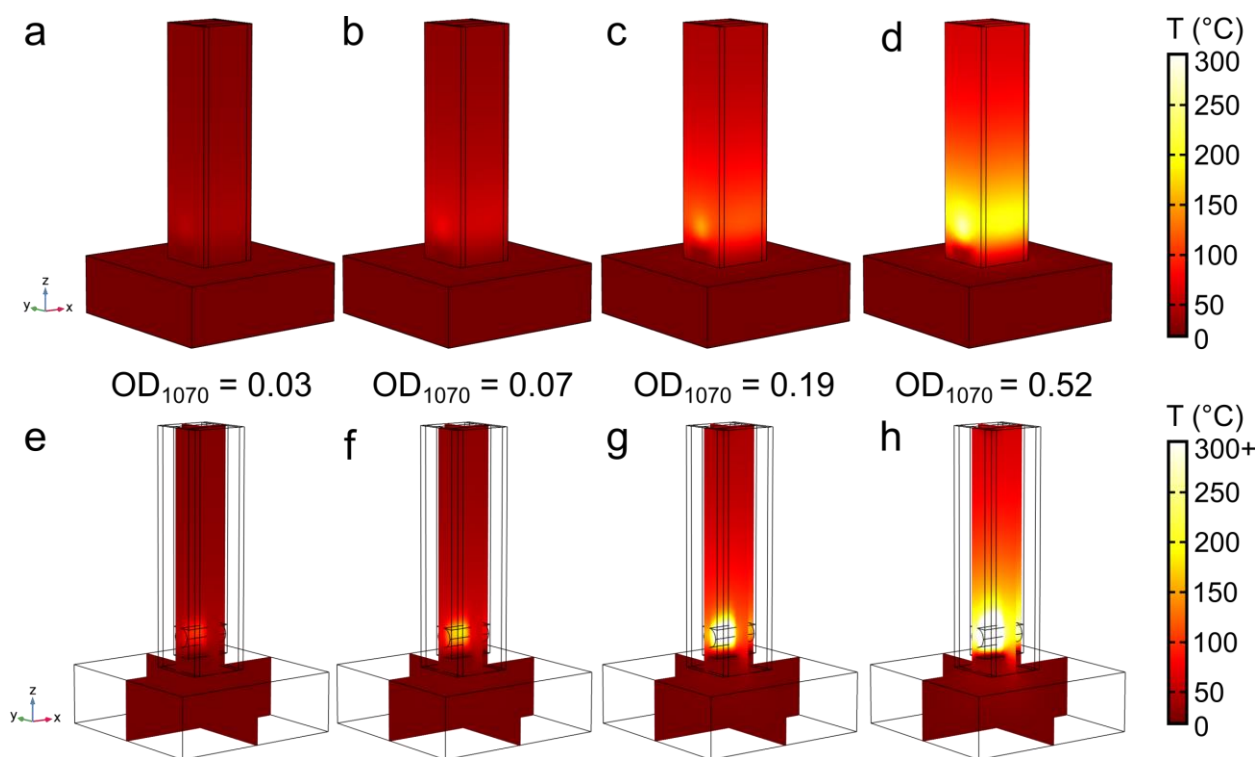 a
b
c
d
T (°C)
300
250
200
150
100
50
0
z
y
x
OD₁₀₇₀ = 0.03
OD₁₀₇₀ = 0.07
OD₁₀₇₀ = 0.19
OD₁₀₇₀ = 0.52
e
f
g
h
T (°C)
300+
250
200
150
100
50
0
z
y
x